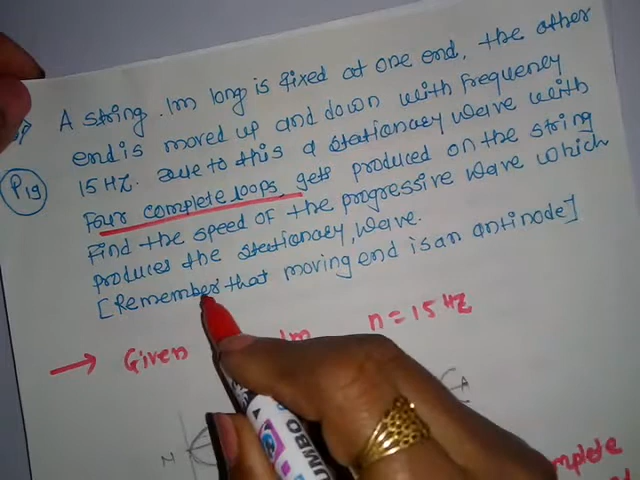 A string 1m long is fixed at one end. The other
end is moved up and down with frequency
15 HZ. Due to this a stationary wave with
four complete loops, gets produced on the string
P19
Find the speed of the progressive wave which
produces the stationary wave.
[Remember that moving end is an antinode]
→ Given 1m n = 15 HZ
A
N
mplete